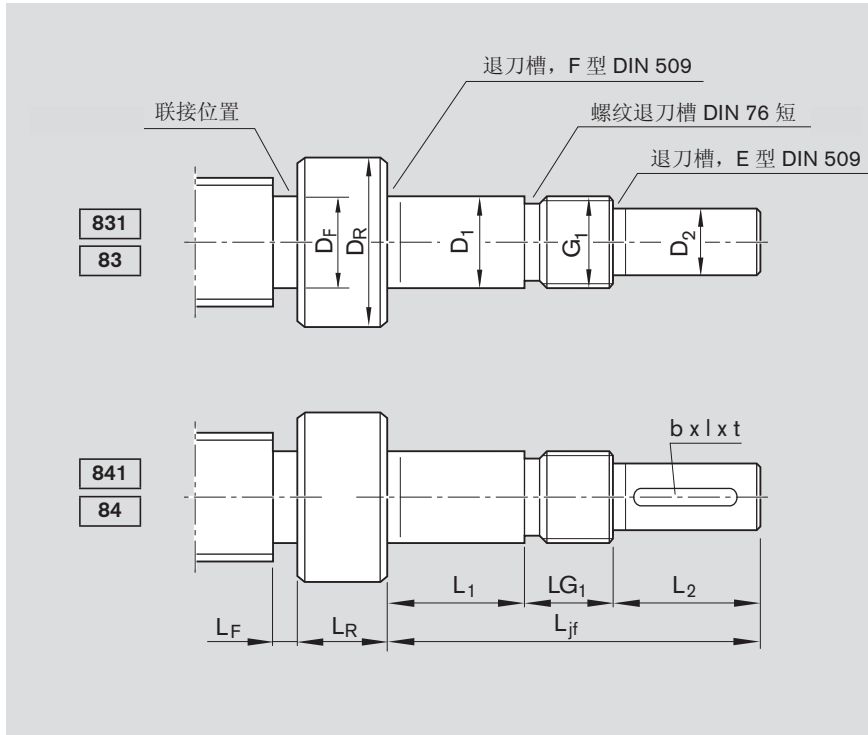 退刀槽，F 型 DIN 509
联接位置
螺纹退刀槽 DIN 76 短
退刀槽，E 型 DIN 509
831
83
DF
DR
D1
G1
D2
841
84
b x l x t
L1
LG1
L2
LF
LR
Ljf